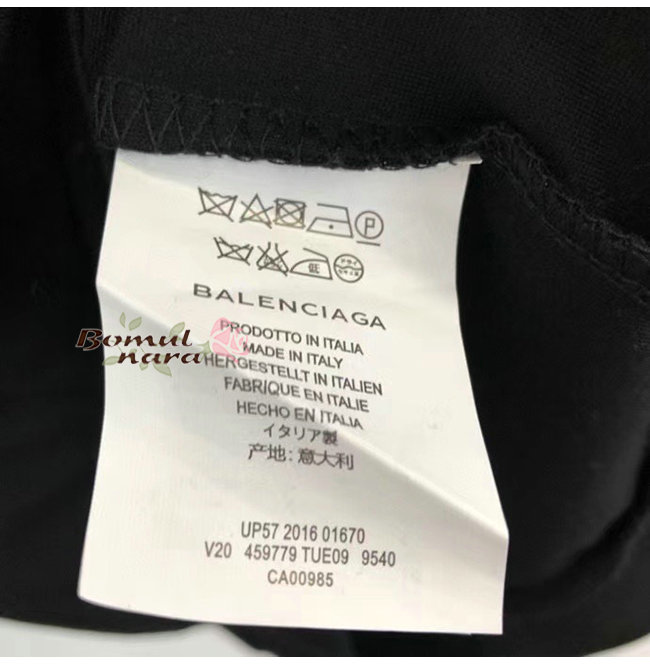 P
低
BALENCIAGA
PRODOTTO IN ITALIA
MADE IN ITALY
HERGESTELLT IN ITALIEN
FABRIQUE EN ITALIE
HECHO EN ITALIA
イタリア製
产地: 意大利
Bomul
nara
UP57 2016 01670
V20 459779 TUE09 9540
CA00985